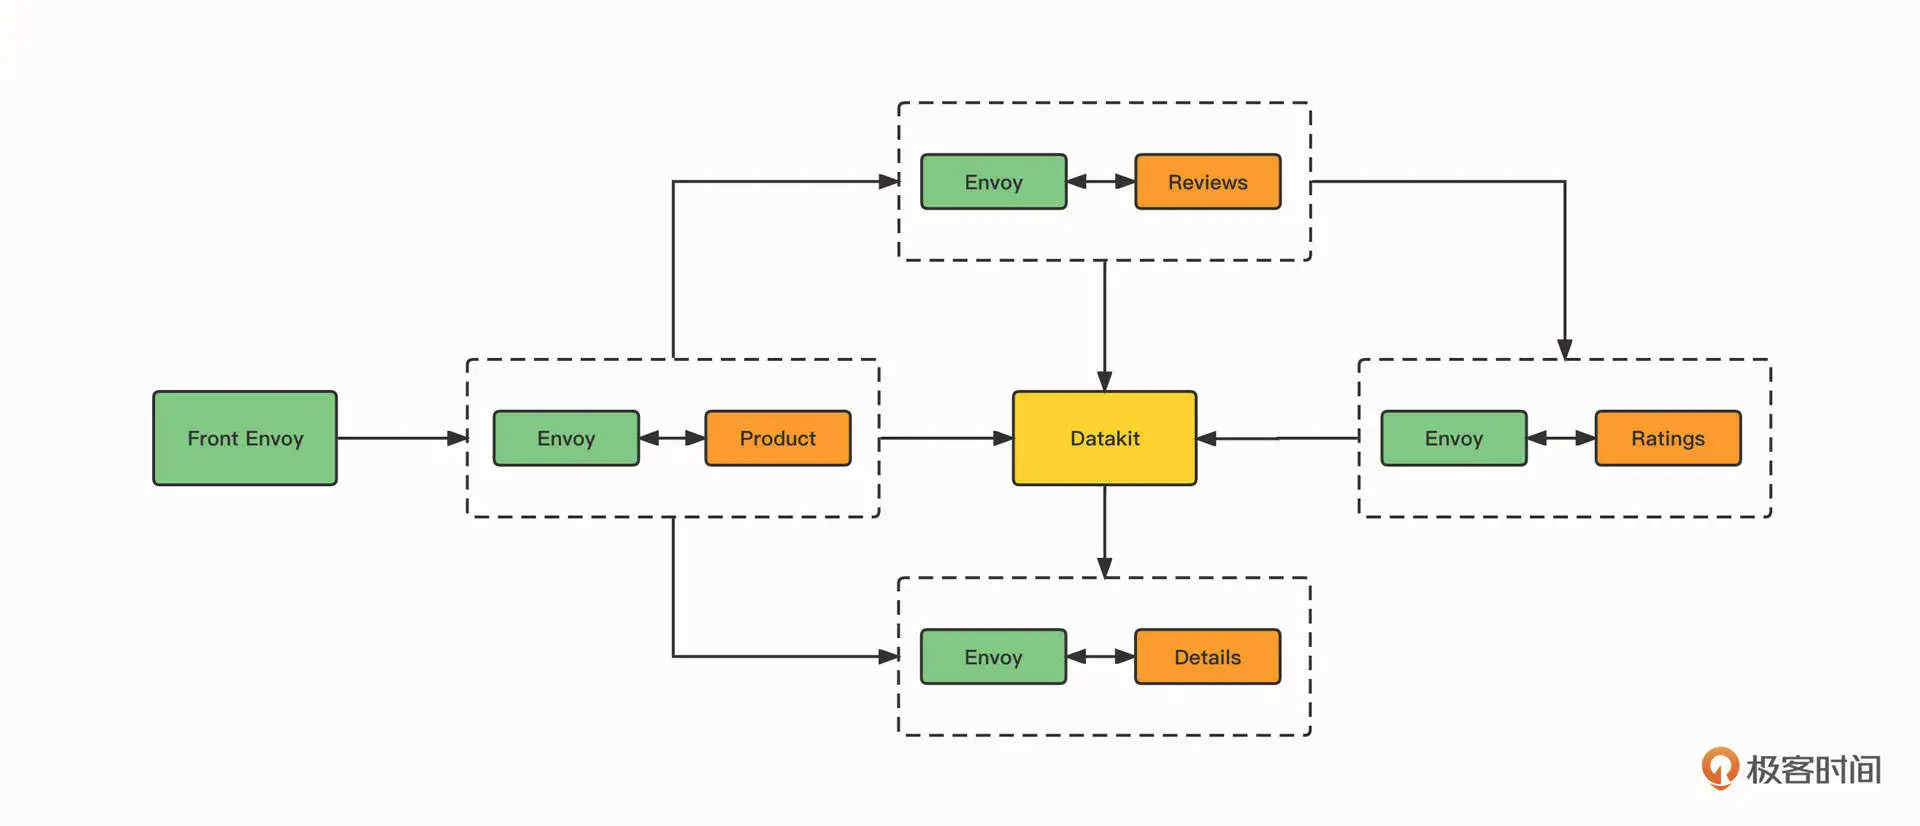 Envoy
Reviews
Front Envoy
Envoy
Product
Datakit
Envoy
Ratings
Envoy
Details
极客时间